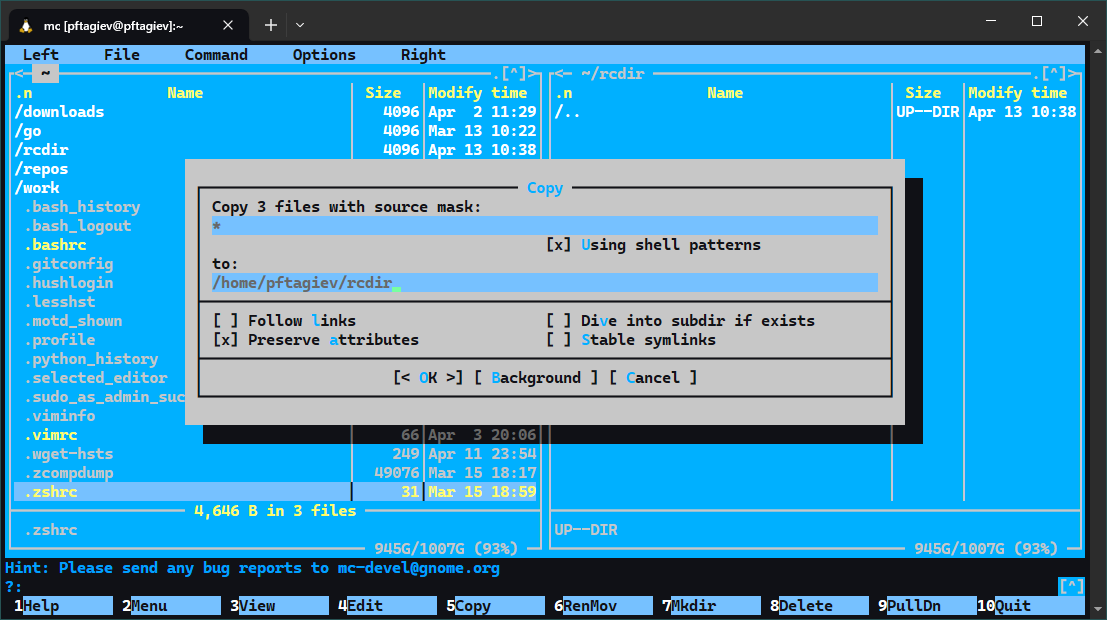 mc [pftagiev@pftagiev]:~
Left File Command Options Right
<— ~ .[^]>
.n Name Size Modify time
/downloads 4096 Apr 2 11:29
/go 4096 Mar 13 10:22
/rcdir 4096 Apr 13 10:38
/repos
/work
.bash_history
.bash_logout
.bashrc
.gitconfig
.hushlogin
.lesshst
.motd_shown
.profile
.python_history
.selected_editor
.sudo_as_admin_suc
.viminfo
.vimrc 66 Apr 3 20:06
.wget-hsts 249 Apr 11 23:54
.zcompdump 49076 Mar 15 18:17
.zshrc 31 Mar 15 18:59
4,646 B in 3 files
.zshrc
945G/1007G (93%)
<— ~/rcdir .[^]>
.n Name Size Modify time
/.. UP--DIR Apr 13 10:38
UP--DIR
945G/1007G (93%)
Copy
Copy 3 files with source mask:
*
[x] Using shell patterns
to:
/home/pftagiev/rcdir
[ ] Follow links [ ] Dive into subdir if exists
[x] Preserve attributes [ ] Stable symlinks
[< OK >] [ Background ] [ Cancel ]
Hint: Please send any bug reports to mc-devel@gnome.org
?: [^]
1Help 2Menu 3View 4Edit 5Copy 6RenMov 7Mkdir 8Delete 9PullDn 10Quit